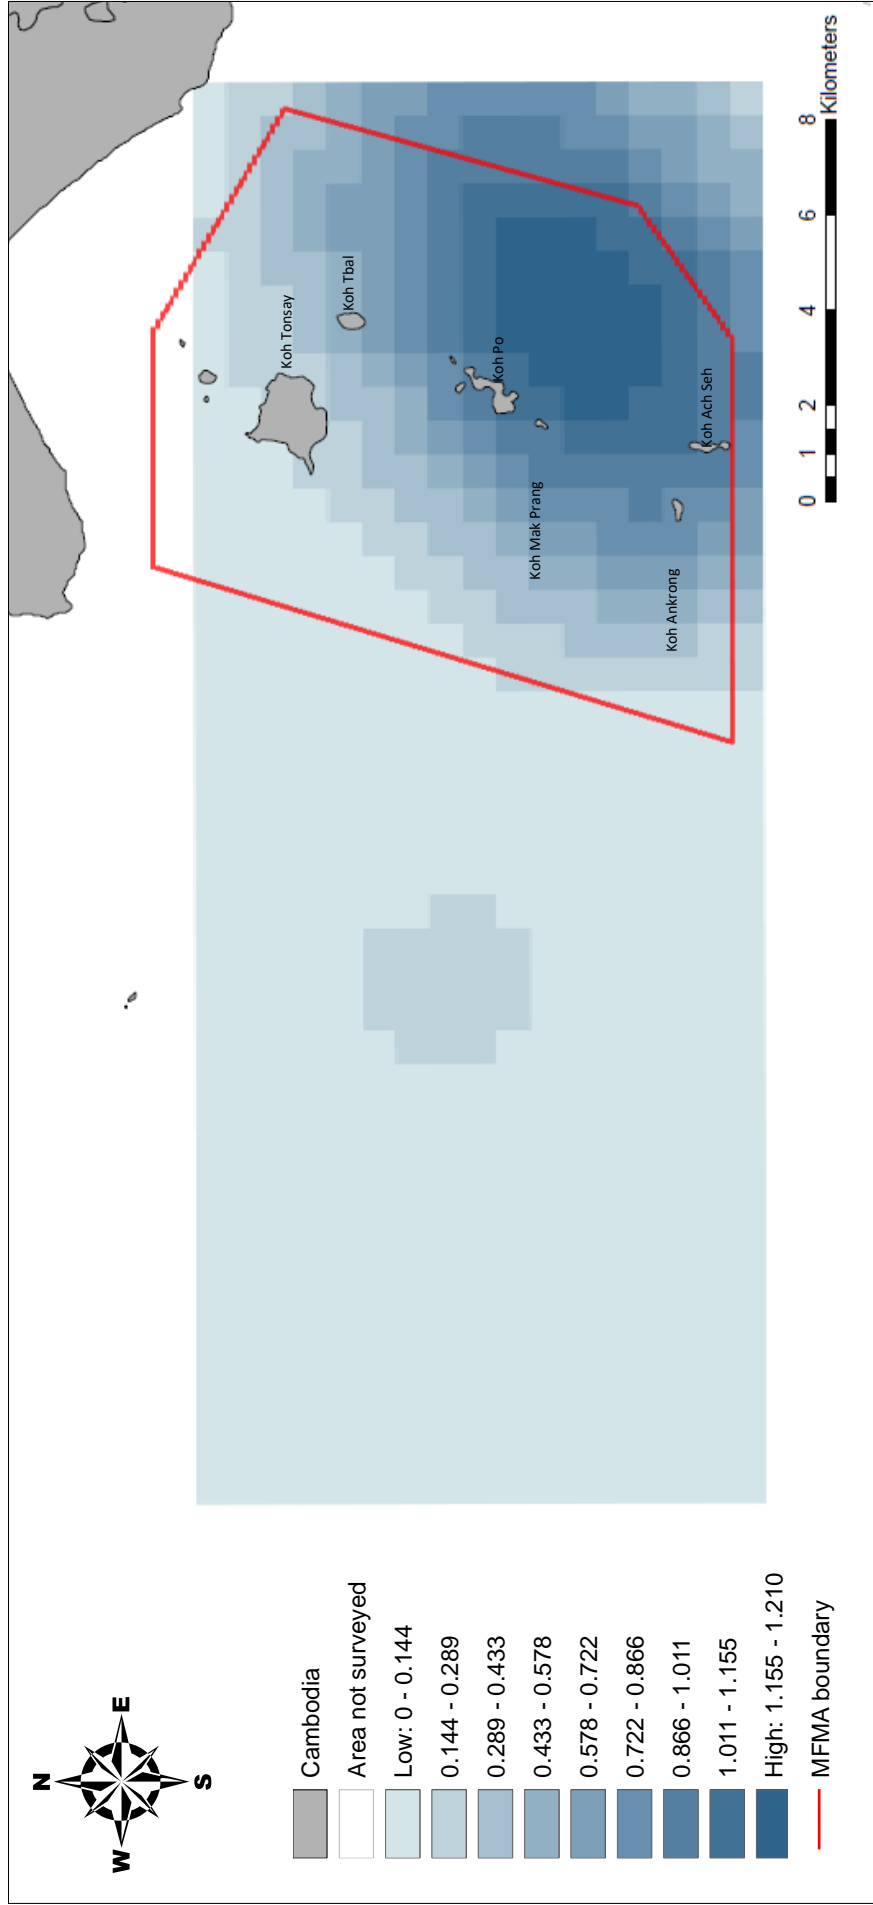 N
W
E
S
Cambodia
Area not surveyed
Low: 0 - 0.144
0.144 - 0.289
0.289 - 0.433
0.433 - 0.578
0.578 - 0.722
0.722 - 0.866
0.866 - 1.011
1.011 - 1.155
High: 1.155 - 1.210
MFMA boundary
Koh Tonsay
Koh Tbal
Koh Po
Koh Mak Prang
Koh Ankrong
Koh Ach Seh
0 1 2 4 6 8
Kilometers